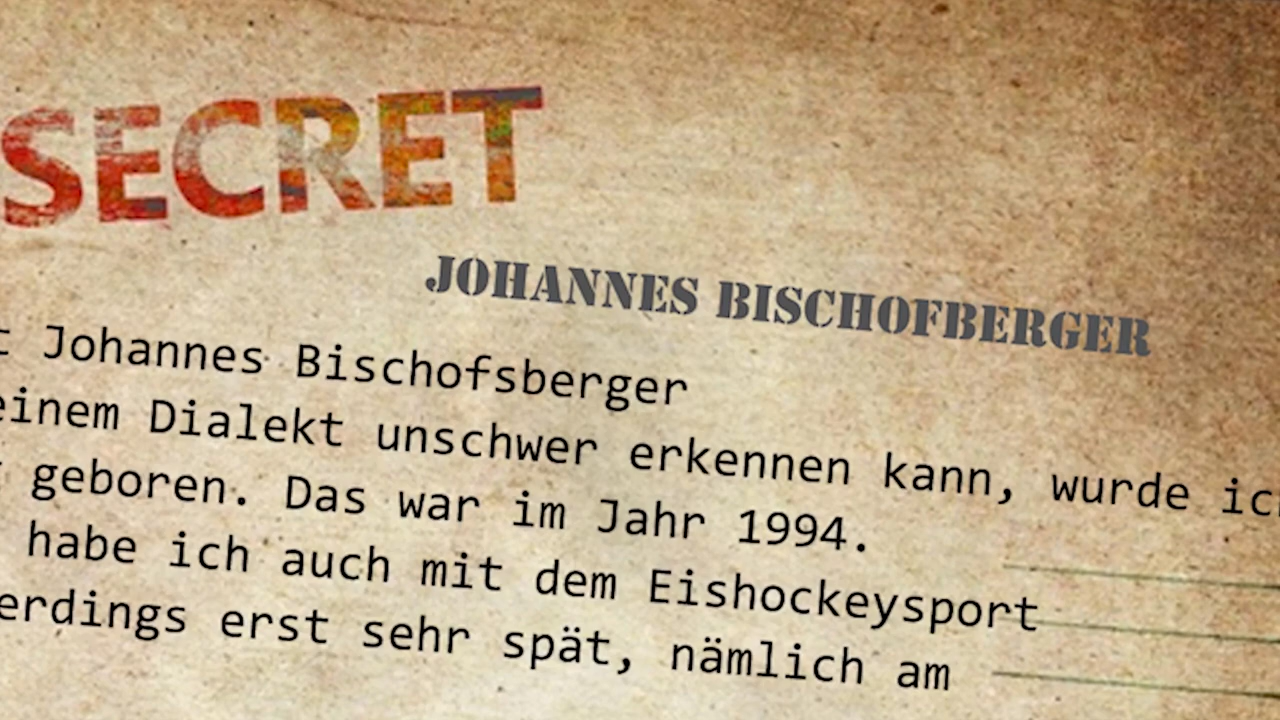 SECRET
JOHANNES BISCHOFBERGER
t Johannes Bischofsberger
einem Dialekt unschwer erkennen kann, wurde ich
geboren. Das war im Jahr 1994.
habe ich auch mit dem Eishockeysport
erdings erst sehr spät, nämlich am